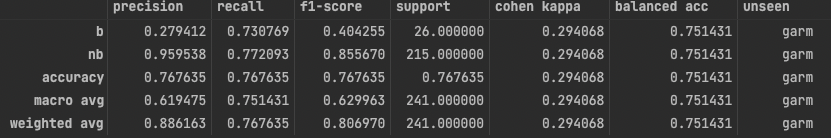 precision recall f1-score support cohen kappa balanced acc unseen
b 0.279412 0.730769 0.404255 26.000000 0.294068 0.751431 garm
nb 0.959538 0.772093 0.855670 215.000000 0.294068 0.751431 garm
accuracy 0.767635 0.767635 0.767635 0.767635 0.294068 0.751431 garm
macro avg 0.619475 0.751431 0.629963 241.000000 0.294068 0.751431 garm
weighted avg 0.886163 0.767635 0.806970 241.000000 0.294068 0.751431 garm